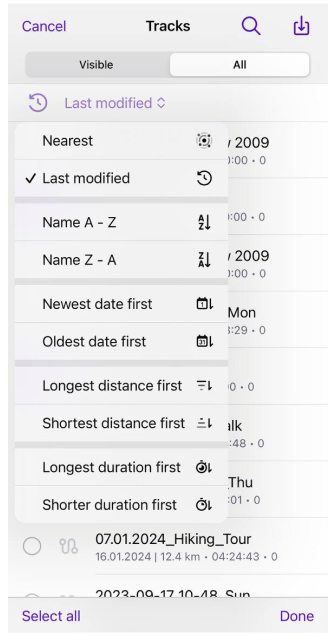 Cancel Tracks
Visible All
Last modified
Nearest
2009
0:00 • 0
Last modified
Name A - Z
:00 • 0
Name Z - A
2009
0:00 • 0
Newest date first
Mon
Oldest date first
:29 • 0
Longest distance first
00 • 0
Shortest distance first
alk
:48 • 0
Longest duration first
Thu
Shorter duration first
:01 • 0
07.01.2024_Hiking_Tour
16.01.2024 | 12.4 km • 04:24:43 • 0
2023-09-17 10-48 Sun
Select all Done